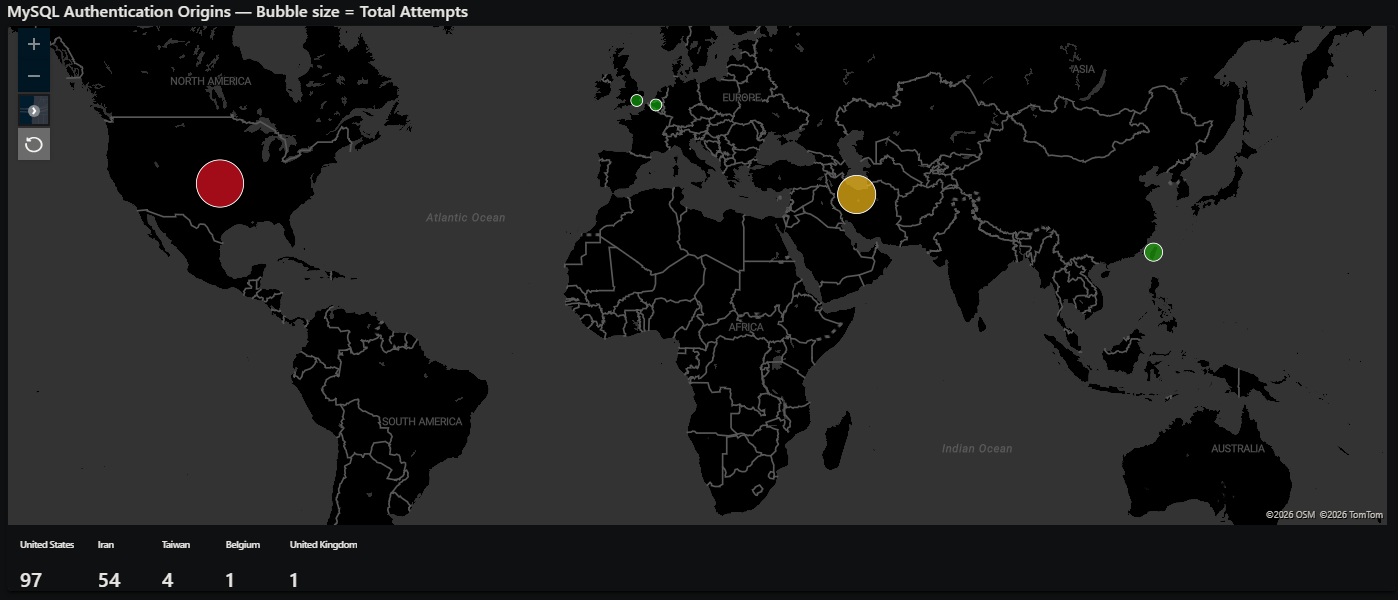 MySQL Authentication Origins — Bubble size = Total Attempts
+
−
NORTH AMERICA
EUROPE
ASIA
Atlantic Ocean
AFRICA
SOUTH AMERICA
Indian Ocean
AUSTRALIA
©2026 OSM ©2026 TomTom
United States Iran Taiwan Belgium United Kingdom
97 54 4 1 1